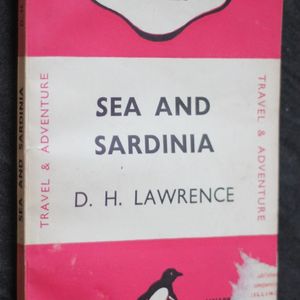 SEA AND
SARDINIA
D. H. LAWRENCE
TRAVEL & ADVENTURE
TRAVEL & ADVENTURE
SEA AND SARDINIA
D. H.